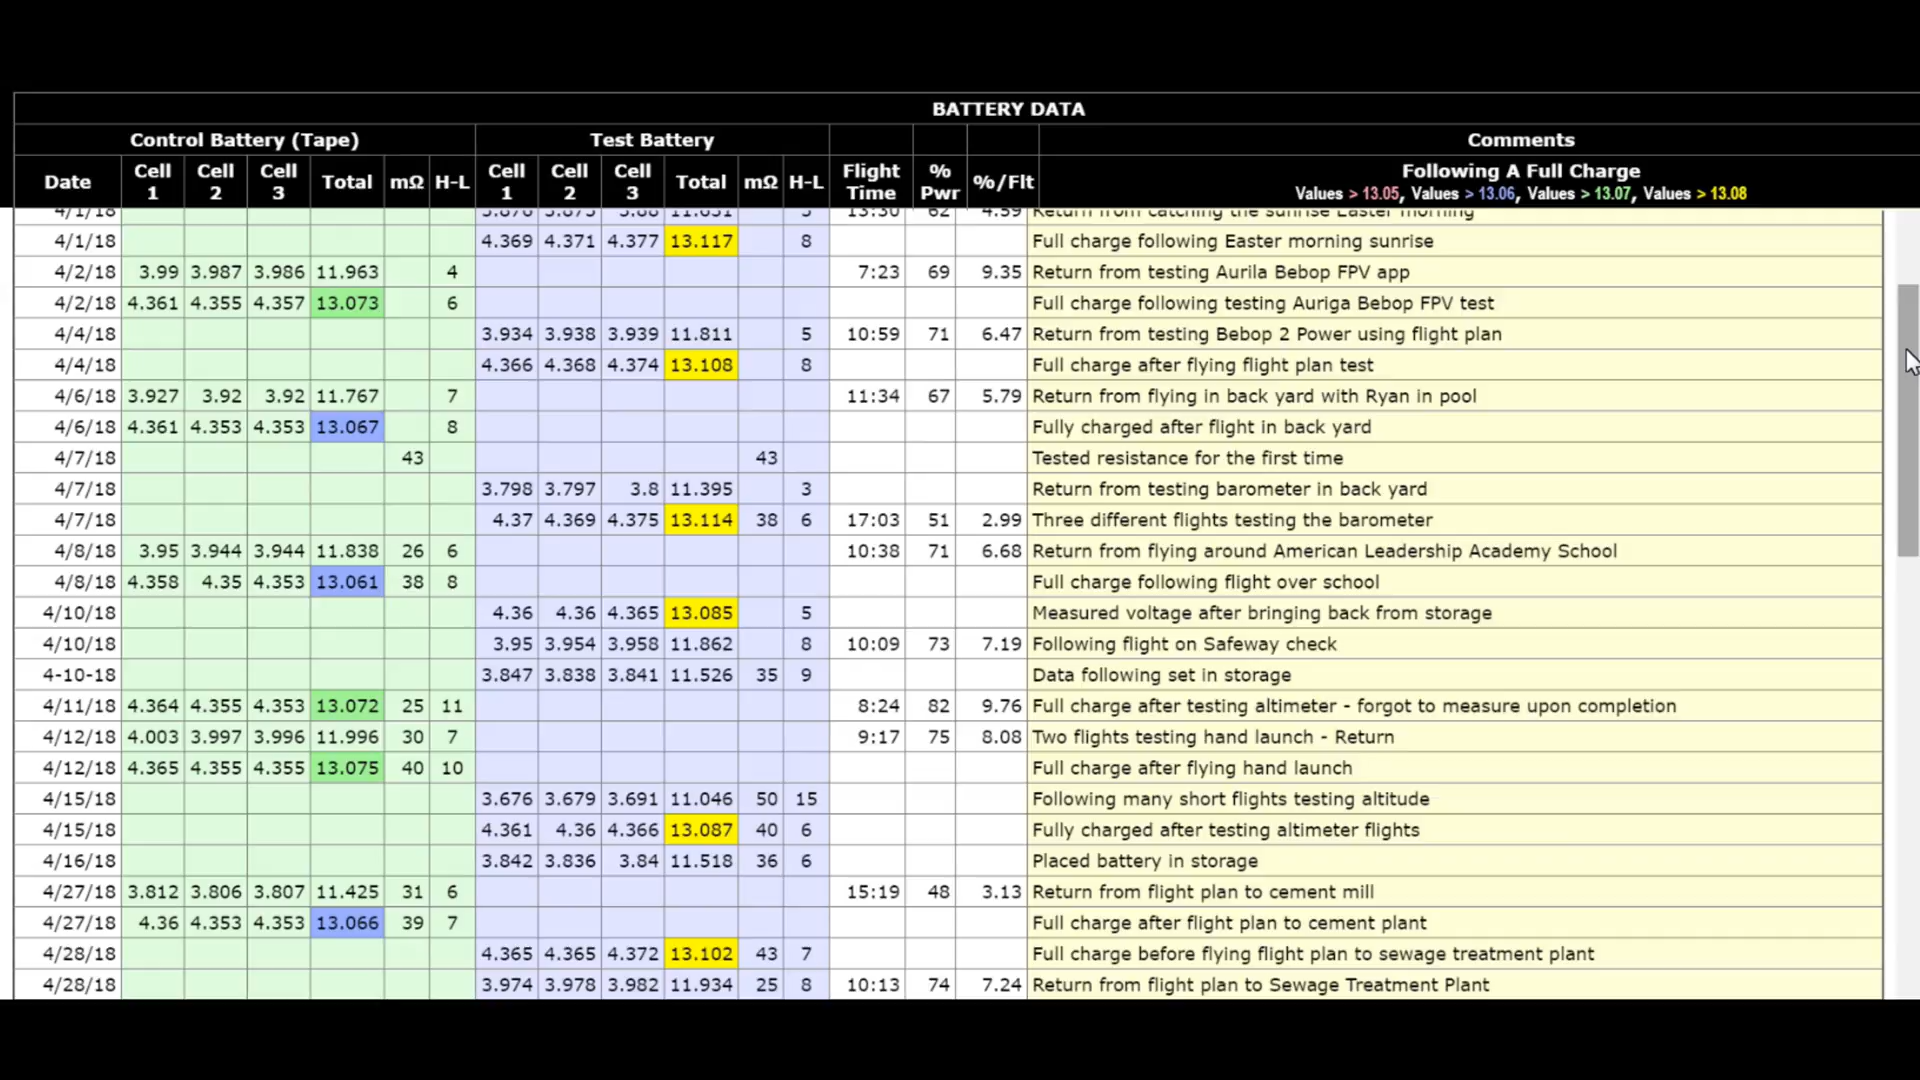 BATTERY DATA
Control Battery (Tape) Test Battery Comments
Date Cell 1 Cell 2 Cell 3 Total mΩ H-L Cell 1 Cell 2 Cell 3 Total mΩ H-L Flight Time % Pwr %/Flt Following A Full Charge
Values > 13.05, Values > 13.06, Values > 13.07, Values > 13.08
4/1/18 3.876 3.875 3.88 11.631 5 13:30 62 4.59 Return from catching the sunrise Easter morning
4/1/18 4.369 4.371 4.377 13.117 8 Full charge following Easter morning sunrise
4/2/18 3.99 3.987 3.986 11.963 4 7:23 69 9.35 Return from testing Aurila Bebop FPV app
4/2/18 4.361 4.355 4.357 13.073 6 Full charge following testing Auriga Bebop FPV test
4/4/18 3.934 3.938 3.939 11.811 5 10:59 71 6.47 Return from testing Bebop 2 Power using flight plan
4/4/18 4.366 4.368 4.374 13.108 8 Full charge after flying flight plan test
4/6/18 3.927 3.92 3.92 11.767 7 11:34 67 5.79 Return from flying in back yard with Ryan in pool
4/6/18 4.361 4.353 4.353 13.067 8 Fully charged after flight in back yard
4/7/18 43 43 Tested resistance for the first time
4/7/18 3.798 3.797 3.8 11.395 3 Return from testing barometer in back yard
4/7/18 4.37 4.369 4.375 13.114 38 6 17:03 51 2.99 Three different flights testing the barometer
4/8/18 3.95 3.944 3.944 11.838 26 6 10:38 71 6.68 Return from flying around American Leadership Academy School
4/8/18 4.358 4.35 4.353 13.061 38 8 Full charge following flight over school
4/10/18 4.36 4.36 4.365 13.085 5 Measured voltage after bringing back from storage
4/10/18 3.95 3.954 3.958 11.862 8 10:09 73 7.19 Following flight on Safeway check
4-10-18 3.847 3.838 3.841 11.526 35 9 Data following set in storage
4/11/18 4.364 4.355 4.353 13.072 25 11 8:24 82 9.76 Full charge after testing altimeter - forgot to measure upon completion
4/12/18 4.003 3.997 3.996 11.996 30 7 9:17 75 8.08 Two flights testing hand launch - Return
4/12/18 4.365 4.355 4.355 13.075 40 10 Full charge after flying hand launch
4/15/18 3.676 3.679 3.691 11.046 50 15 Following many short flights testing altitude
4/15/18 4.361 4.36 4.366 13.087 40 6 Fully charged after testing altimeter flights
4/16/18 3.842 3.836 3.84 11.518 36 6 Placed battery in storage
4/27/18 3.812 3.806 3.807 11.425 31 6 15:19 48 3.13 Return from flight plan to cement mill
4/27/18 4.36 4.353 4.353 13.066 39 7 Full charge after flight plan to cement plant
4/28/18 4.365 4.365 4.372 13.102 43 7 Full charge before flying flight plan to sewage treatment plant
4/28/18 3.974 3.978 3.982 11.934 25 8 10:13 74 7.24 Return from flight plan to Sewage Treatment Plant